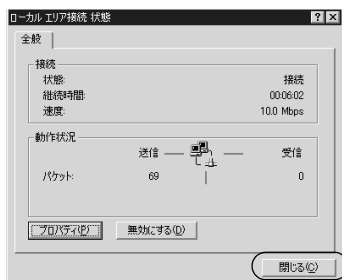 ローカル エリア接続 状態
全般
接続
状態: 接続
継続時間: 00:06:02
速度: 10.0 Mbps
動作状況
送信 受信
パケット: 69 0
プロパティ(P) 無効にする(D)
閉じる(C)